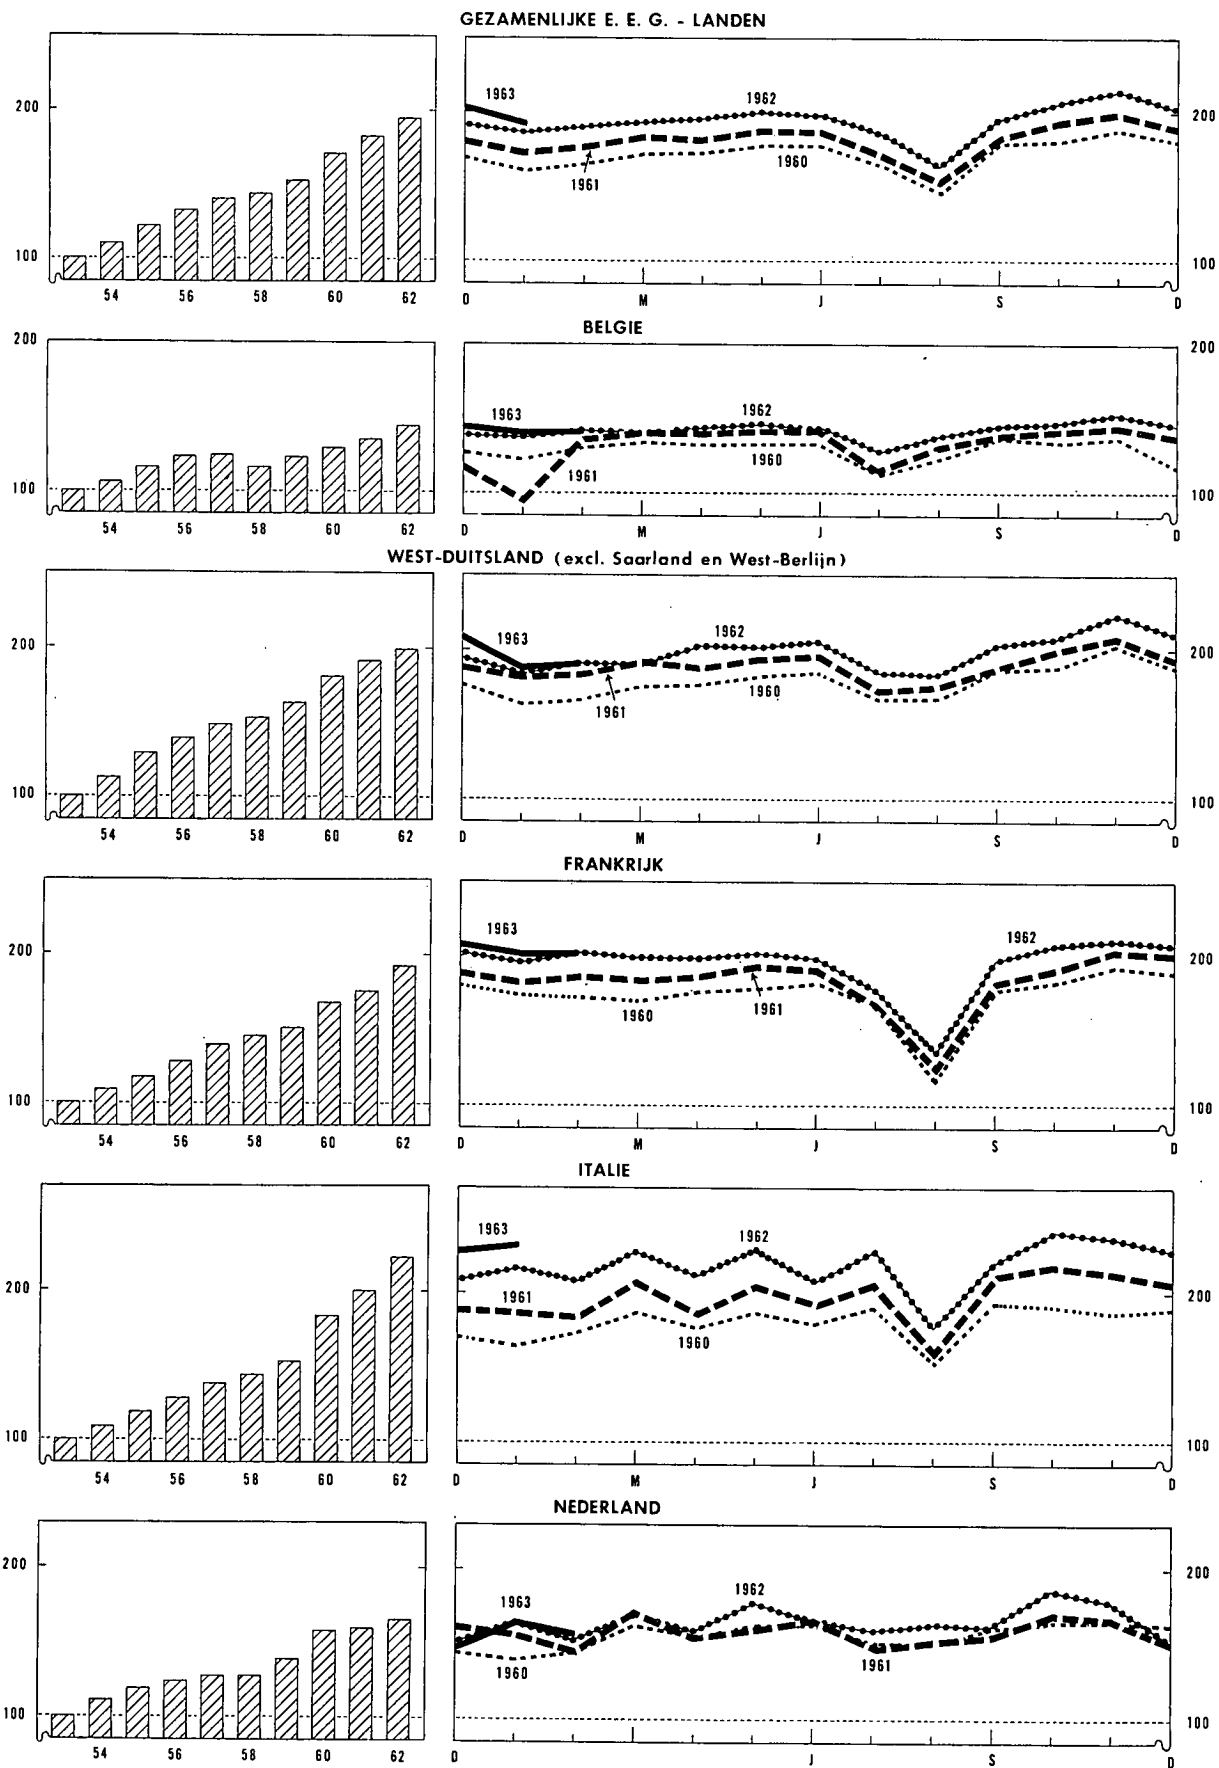 GEZAMENLIJKE E. E. G. - LANDEN
200
100
54 56 58 60 62
1963
1962
1961
1960
200
100
D M J S D
BELGIE
200
100
54 56 58 60 62
1963
1962
1961
1960
200
100
D M J S D
WEST-DUITSLAND (excl. Saarland en West-Berlijn)
200
100
54 56 58 60 62
1963
1962
1961
1960
200
100
D M J S D
FRANKRIJK
200
100
54 56 58 60 62
1963
1962
1960
1961
200
100
D M J S D
ITALIE
200
100
54 56 58 60 62
1963
1962
1961
1960
200
100
D M J S D
NEDERLAND
200
100
54 56 58 60 62
1963
1962
1960
1961
200
100
D J S D